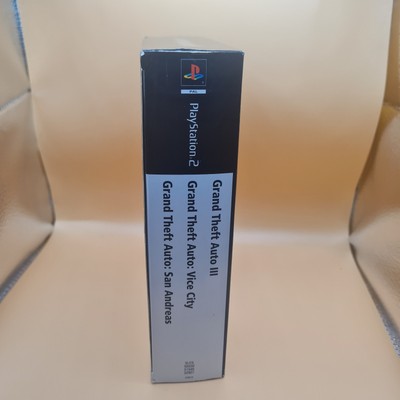 PlayStation 2
Grand Theft Auto III
Grand Theft Auto: Vice City
Grand Theft Auto: San Andreas